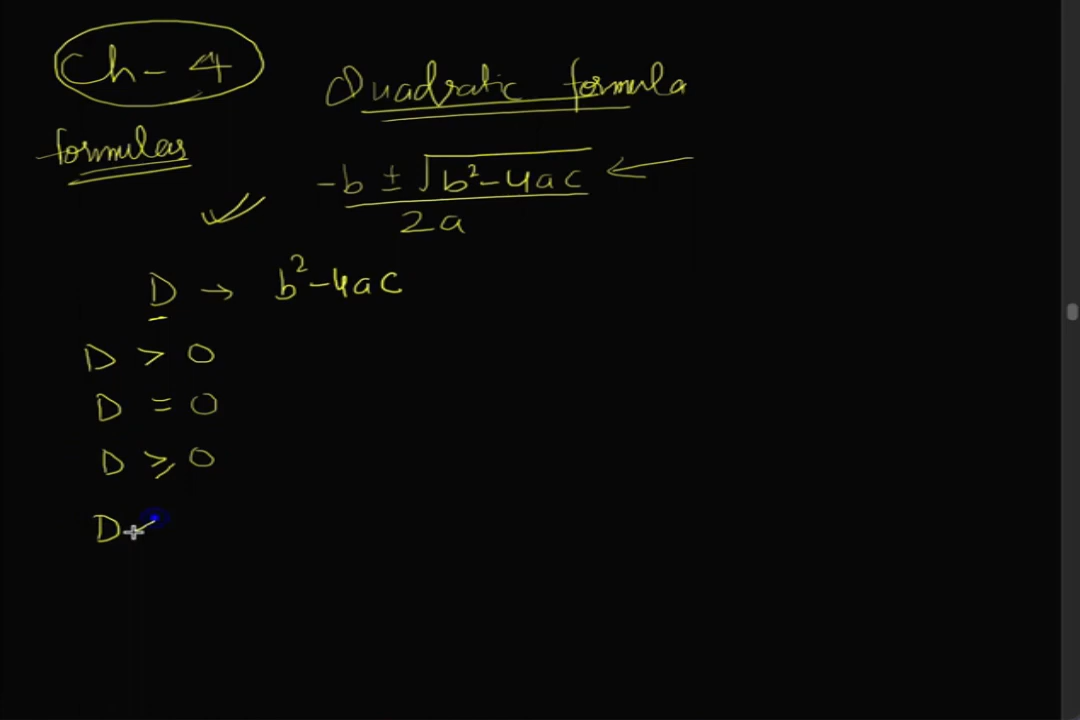 Ch- 4
Quadratic formula
formulas
-b ± √b²-4ac
2a
D → b²-4ac
D > 0
D = 0
D ≥ 0
D